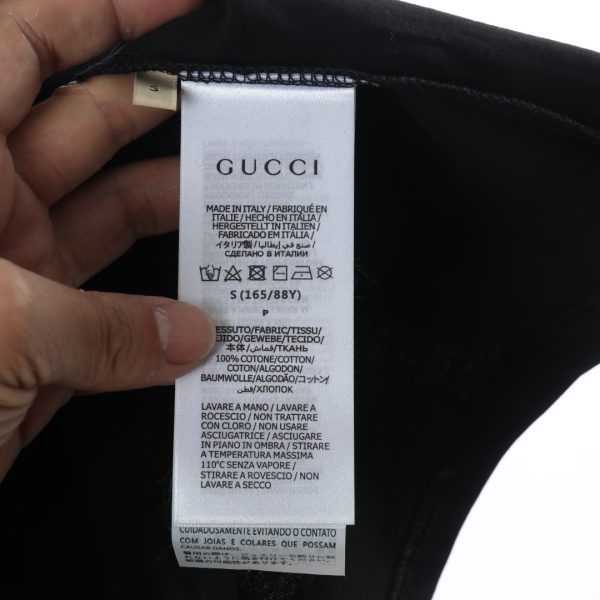 S
GUCCI
MADE IN ITALY / FABRIQUÉ EN
ITALIE / HECHO EN ITALIA /
HERGESTELLT IN ITALIEN /
FABRICADO EM ITÁLIA /
イタリア製 / صنع في إيطاليا /
СДЕЛАНО В ИТАЛИИ
S (165/88Y)
P
ESSUTO/FABRIC/TISSU/
EJIDO/GEWEBE/TECIDO/
本体/قماش/ТКАНЬ
100% COTONE/COTTON/
COTON/ALGODON/
BAUMWOLLE/ALGODÃO/コットン/
قطن/ХЛОПОК
LAVARE A MANO / LAVARE A
ROCESCIO / NON TRATTARE
CON CLORO / NON USARE
ASCIUGATRICE / ASCIUGARE
IN PIANO IN OMBRA / STIRARE
A TEMPERATURA MASSIMA
110°C SENZA VAPORE /
STIRARE A ROVESCIO / NON
LAVARE A SECCO
CUIDADOSAMENTE EVITANDO O CONTATO
COM JOIAS E COLARES QUE POSSAM
CAUSAR DANOS.